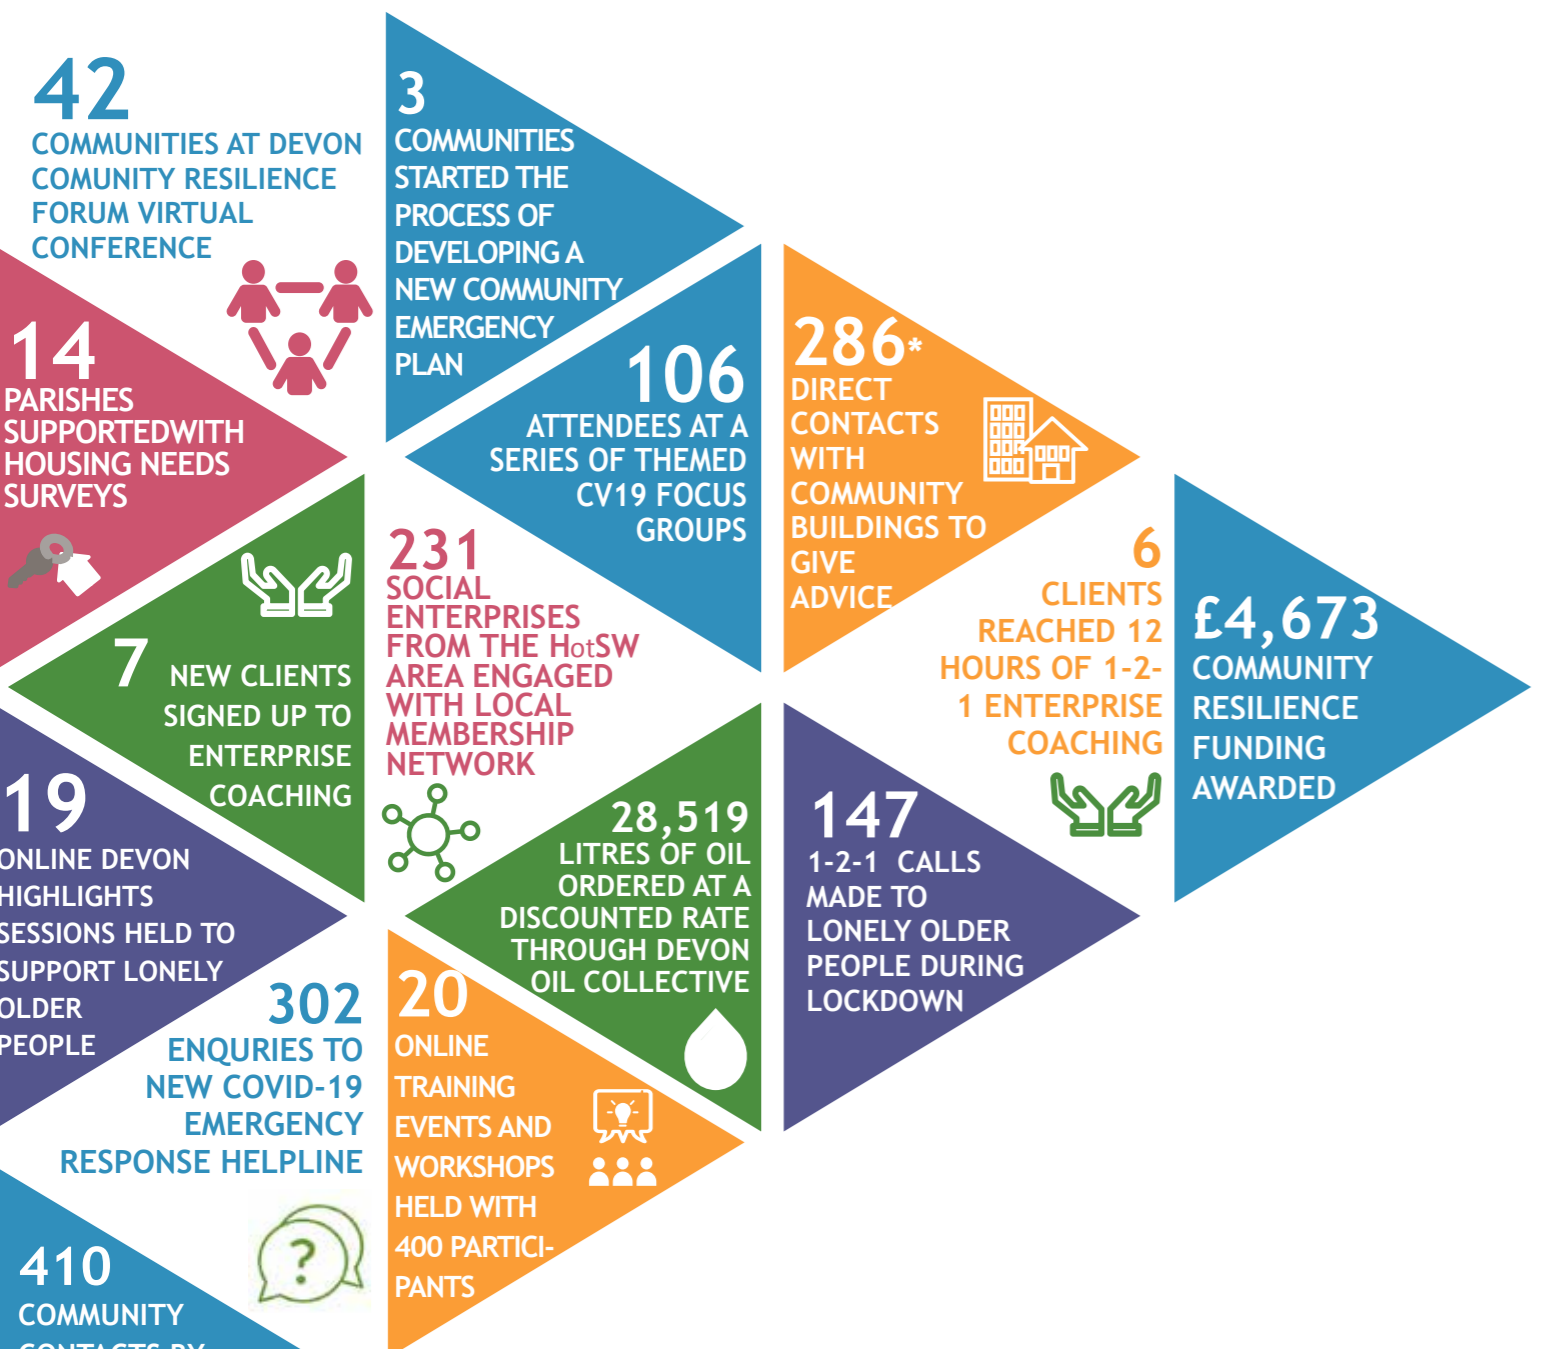 42
COMMUNITIES AT DEVON
COMUNITY RESILIENCE
FORUM VIRTUAL
CONFERENCE
3
COMMUNITIES
STARTED THE
PROCESS OF
DEVELOPING A
NEW COMMUNITY
EMERGENCY
PLAN
14
PARISHES
SUPPORTEDWITH
HOUSING NEEDS
SURVEYS
106
ATTENDEES AT A
SERIES OF THEMED
CV19 FOCUS
GROUPS
286*
DIRECT
CONTACTS
WITH
COMMUNITY
BUILDINGS TO
GIVE
ADVICE
7 NEW CLIENTS
SIGNED UP TO
ENTERPRISE
COACHING
231
SOCIAL
ENTERPRISES
FROM THE HotSW
AREA ENGAGED
WITH LOCAL
MEMBERSHIP
NETWORK
6
CLIENTS
REACHED 12
HOURS OF 1-2-
1 ENTERPRISE
COACHING
£4,673
COMMUNITY
RESILIENCE
FUNDING
AWARDED
19
ONLINE DEVON
HIGHLIGHTS
SESSIONS HELD TO
SUPPORT LONELY
OLDER
PEOPLE
28,519
LITRES OF OIL
ORDERED AT A
DISCOUNTED RATE
THROUGH DEVON
OIL COLLECTIVE
147
1-2-1 CALLS
MADE TO
LONELY OLDER
PEOPLE DURING
LOCKDOWN
302
ENQURIES TO
NEW COVID-19
EMERGENCY
RESPONSE HELPLINE
?
20
ONLINE
TRAINING
EVENTS AND
WORKSHOPS
HELD WITH
400 PARTICI-
PANTS
410
COMMUNITY
CONTACTS BY